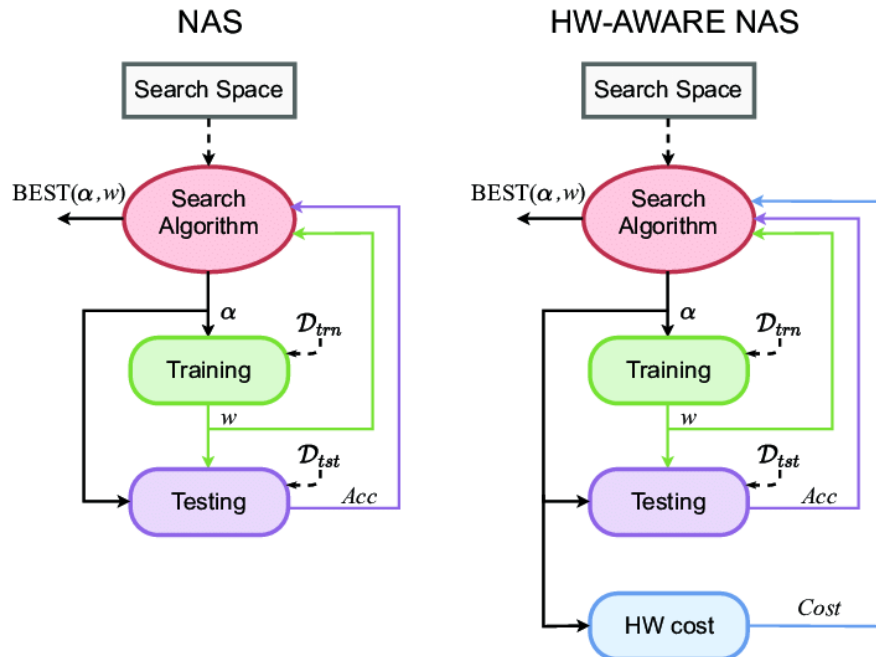 NAS
Search Space
BEST(α,w)
Search
Algorithm
α
𝒟trn
Training
w
𝒟tst
Testing
Acc
HW-AWARE NAS
Search Space
BEST(α,w)
Search
Algorithm
α
𝒟trn
Training
w
𝒟tst
Testing
Acc
HW cost
Cost